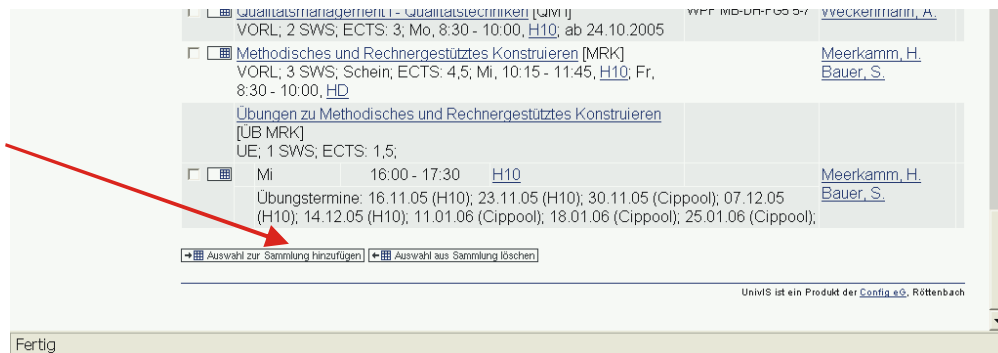 Qualitätsmanagement I - Qualitätstechniken [QM I] WPF MB-DH-FG5 5-7 Weckenmann, A.
VORL; 2 SWS; ECTS: 3; Mo, 8:30 - 10:00, H10; ab 24.10.2005
Methodisches und Rechnergestütztes Konstruieren [MRK] Meerkamm, H.
VORL; 3 SWS; Schein; ECTS: 4,5; Mi, 10:15 - 11:45, H10; Fr, Bauer, S.
8:30 - 10:00, HD
Übungen zu Methodisches und Rechnergestütztes Konstruieren
[ÜB MRK]
UE; 1 SWS; ECTS: 1,5;
Mi 16:00 - 17:30 H10 Meerkamm, H.
Übungstermine: 16.11.05 (H10); 23.11.05 (H10); 30.11.05 (Cippool); 07.12.05 Bauer, S.
(H10); 14.12.05 (H10); 11.01.06 (Cippool); 18.01.06 (Cippool); 25.01.06 (Cippool);
Auswahl zur Sammlung hinzufügen Auswahl aus Sammlung löschen
UnivIS ist ein Produkt der Config eG, Röttenbach
Fertig